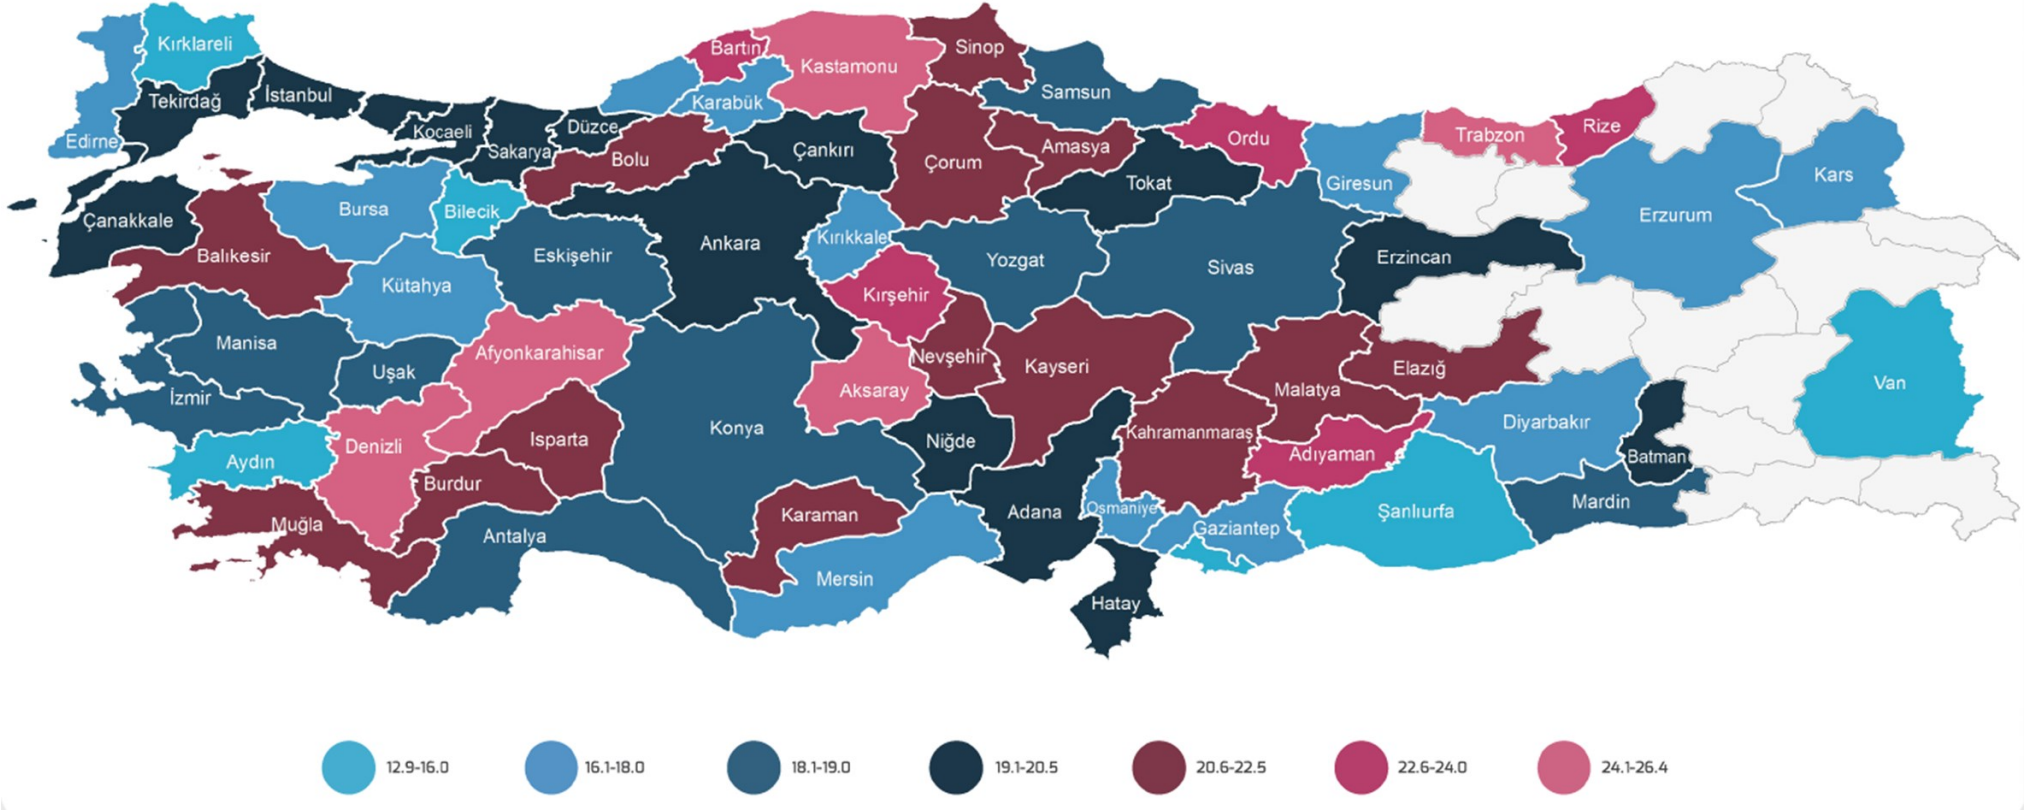 Kırklareli
Tekirdağ
İstanbul
Edirne
Kocaeli
Sakarya
Düzce
Bolu
Bartın
Karabük
Kastamonu
Sinop
Samsun
Çankırı
Çorum
Amasya
Tokat
Ordu
Giresun
Trabzon
Rize
Erzurum
Kars
Çanakkale
Balıkesir
Bursa
Bilecik
Kütahya
Eskişehir
Ankara
Kırıkkale
Kırşehir
Yozgat
Sivas
Erzincan
Manisa
Uşak
İzmir
Afyonkarahisar
Aksaray
Nevşehir
Kayseri
Malatya
Elazığ
Van
Aydın
Denizli
Isparta
Burdur
Konya
Niğde
Kahramanmaraş
Adıyaman
Diyarbakır
Batman
Muğla
Antalya
Karaman
Mersin
Adana
Osmaniye
Gaziantep
Şanlıurfa
Mardin
Hatay
12.9-16.0
16.1-18.0
18.1-19.0
19.1-20.5
20.6-22.5
22.6-24.0
24.1-26.4